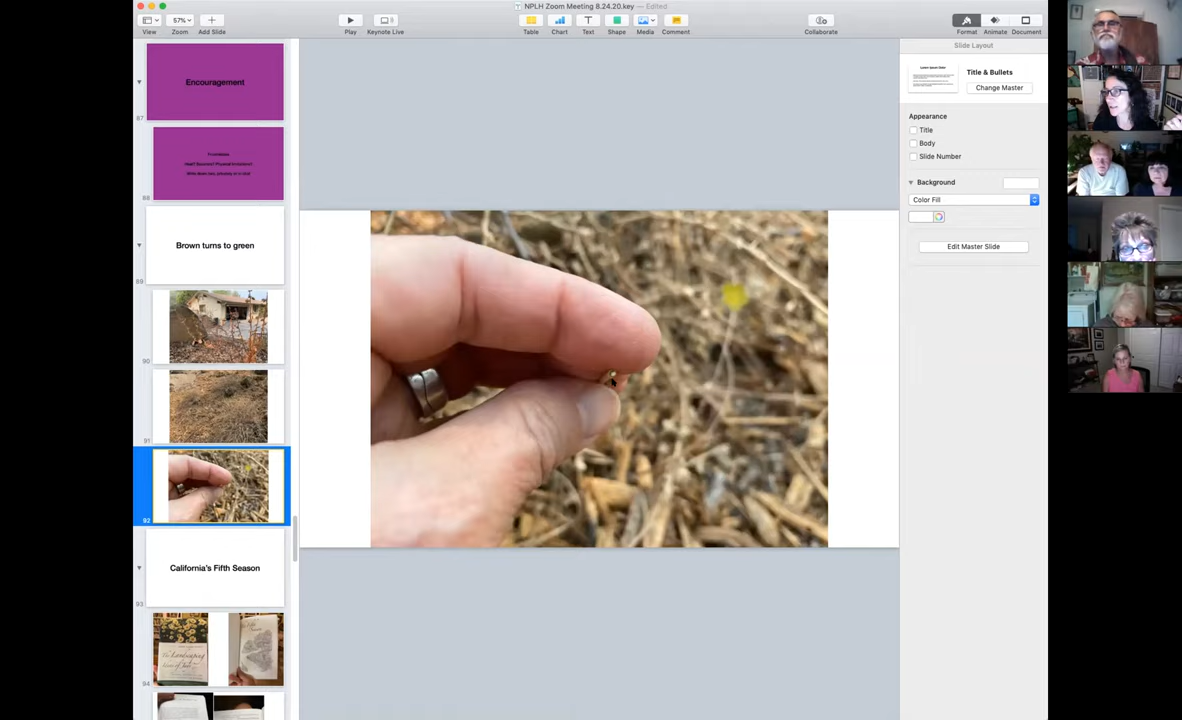 NPLH Zoom Meeting 8.24.20.key — Edited
57%
View
Zoom
Add Slide
Play
Keynote Live
Table
Chart
Text
Shape
Media
Comment
Collaborate
Format
Animate
Document
Encouragement
87
88
Brown turns to green
89
90
91
92
California's Fifth Season
93
94
Slide Layout
Title & Bullets
Change Master
Appearance
Title
Body
Slide Number
Background
Color Fill
Edit Master Slide